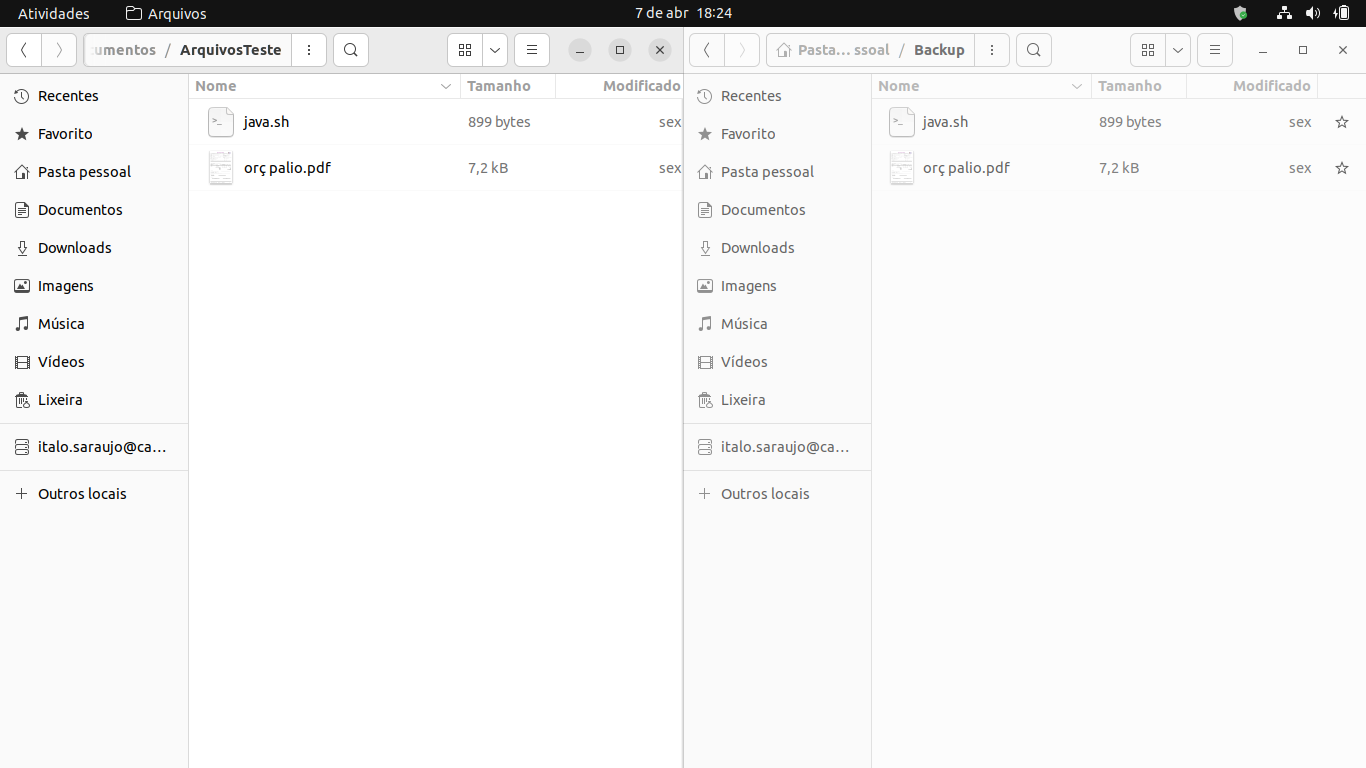 Atividades Arquivos 7 de abr 18:24
umentos / ArquivosTeste Pasta... ssoal / Backup
Nome Tamanho Modificado
java.sh 899 bytes sex
orç palio.pdf 7,2 kB sex
Recentes
Favorito
Pasta pessoal
Documentos
Downloads
Imagens
Música
Vídeos
Lixeira
italo.saraujo@ca...
Outros locais
Nome Tamanho Modificado
java.sh 899 bytes sex
orç palio.pdf 7,2 kB sex
Recentes
Favorito
Pasta pessoal
Documentos
Downloads
Imagens
Música
Vídeos
Lixeira
italo.saraujo@ca...
Outros locais